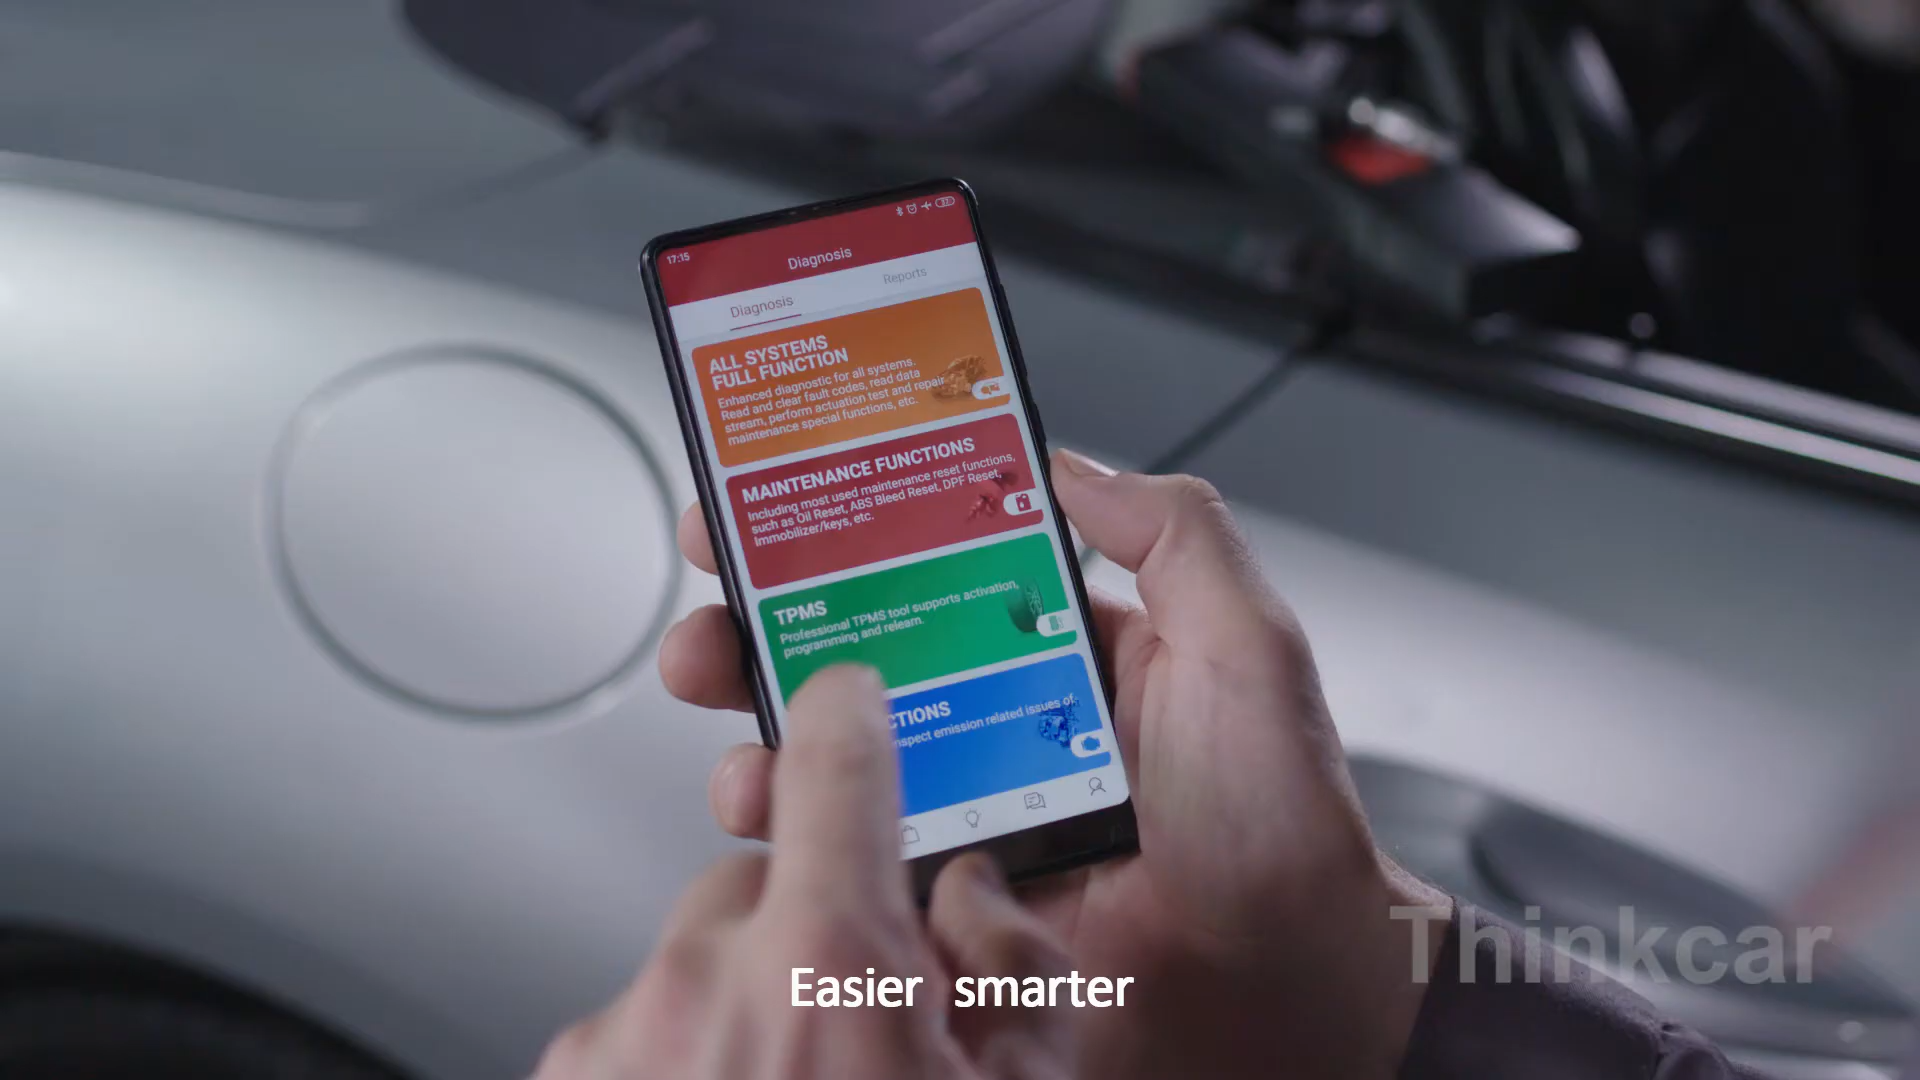 17:15
37
Diagnosis
Diagnosis
Reports
ALL SYSTEMS
FULL FUNCTION
Enhanced diagnostic for all systems.
Read and clear fault codes, read data
stream, perform actuation test and repair
maintenance special functions, etc.
MAINTENANCE FUNCTIONS
Including most used maintenance reset functions,
such as Oil Reset, ABS Bleed Reset, DPF Reset,
Immobilizer/keys, etc.
TPMS
Professional TPMS tool supports activation,
programming and relearn.
CTIONS
nspect emission related issues of
Thinkcar
Easier smarter